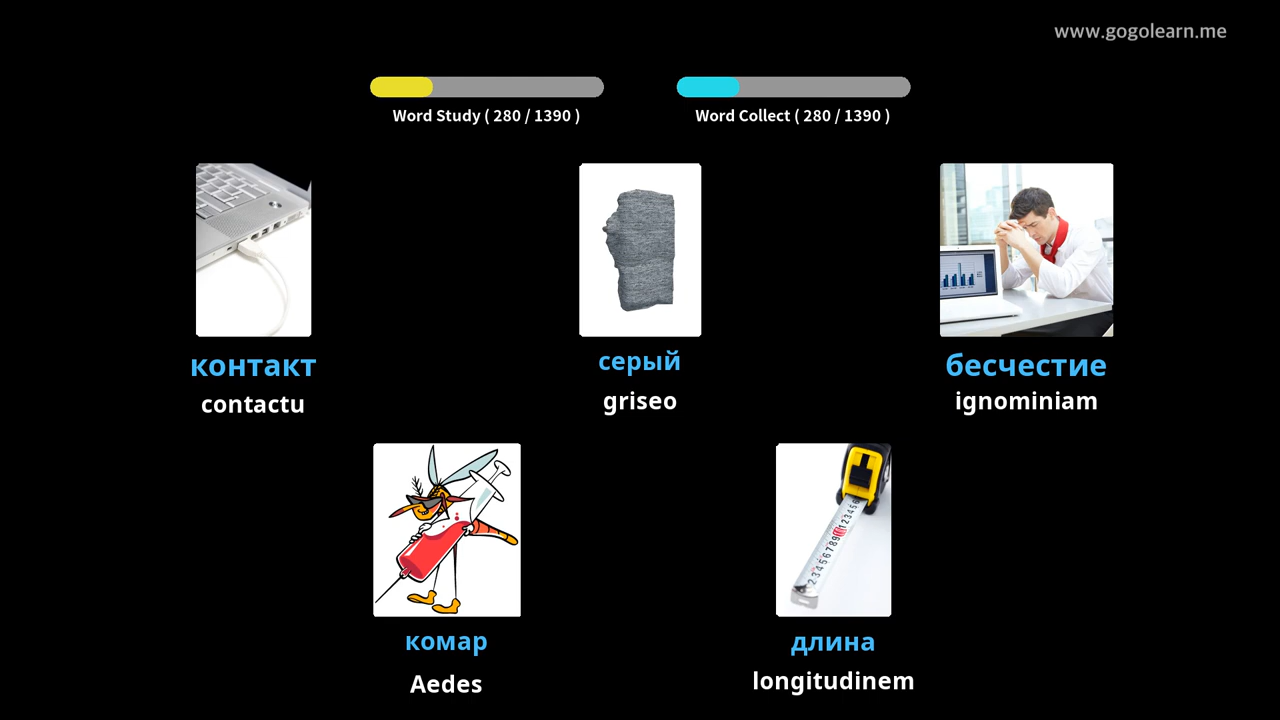 www.gogolearn.me
Word Study ( 280 / 1390 )
Word Collect ( 280 / 1390 )
контакт
contactu
серый
griseo
бесчестие
ignominiam
комар
Aedes
длина
longitudinem